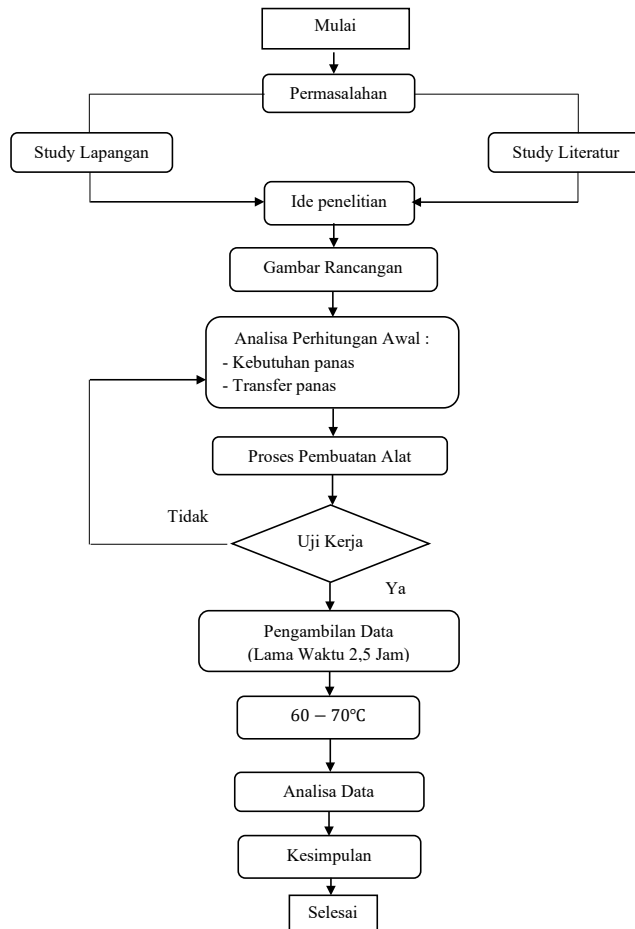 Mulai
Permasalahan
Study Lapangan
Study Literatur
Ide penelitian
Gambar Rancangan
Analisa Perhitungan Awal :
- Kebutuhan panas
- Transfer panas
Proses Pembuatan Alat
Tidak
Uji Kerja
Ya
Pengambilan Data
(Lama Waktu 2,5 Jam)
60 – 70℃
Analisa Data
Kesimpulan
Selesai